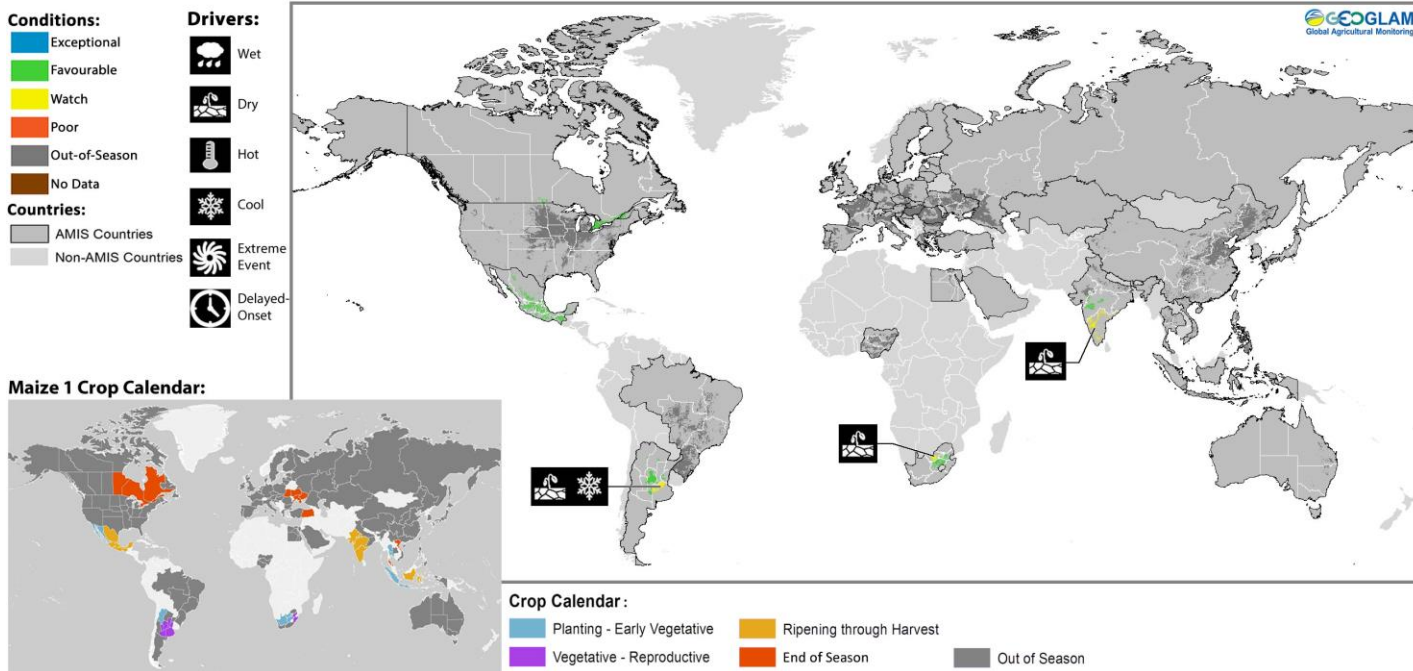 Conditions:
Exceptional
Favourable
Watch
Poor
Out-of-Season
No Data
Countries:
AMIS Countries
Non-AMIS Countries
Drivers:
Wet
Dry
Hot
Cool
Extreme
Event
Delayed-
Onset
GEOGLAM
Global Agricultural Monitoring
Maize 1 Crop Calendar:
Crop Calendar :
Planting - Early Vegetative
Ripening through Harvest
Vegetative - Reproductive
End of Season
Out of Season